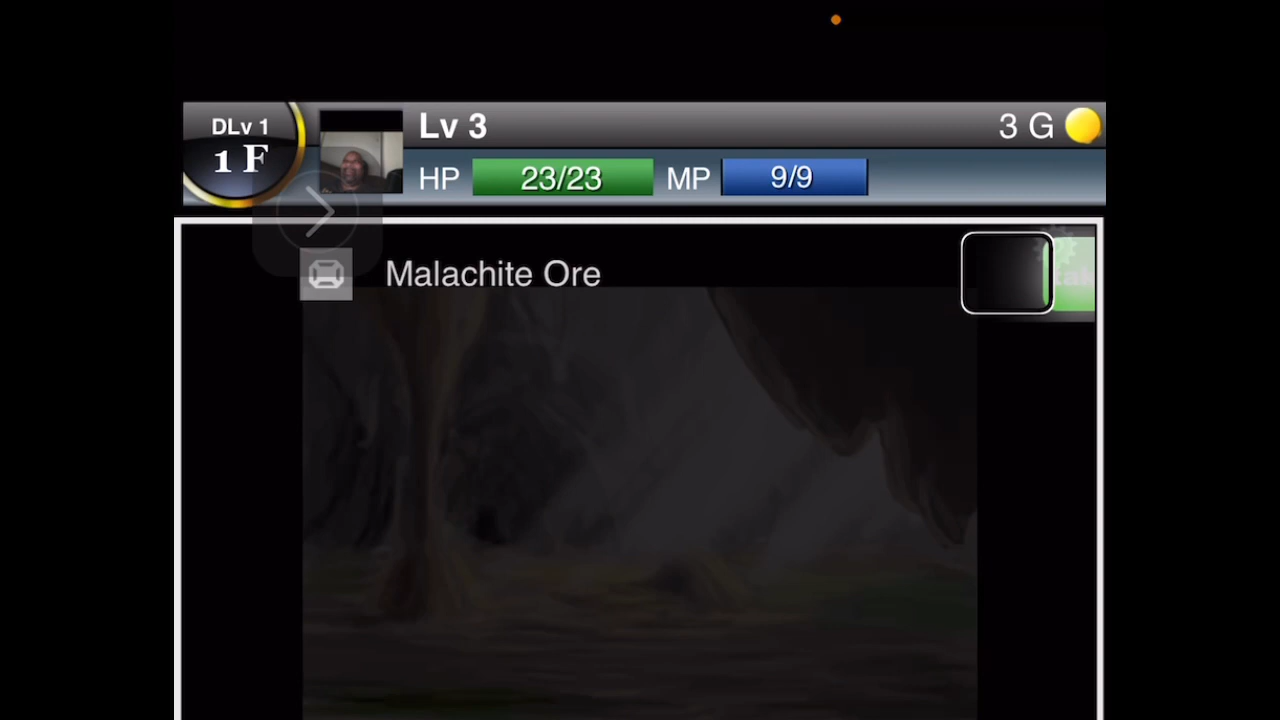 DLv 1
1 F
Lv 3
3 G
HP 23/23 MP 9/9
Malachite Ore